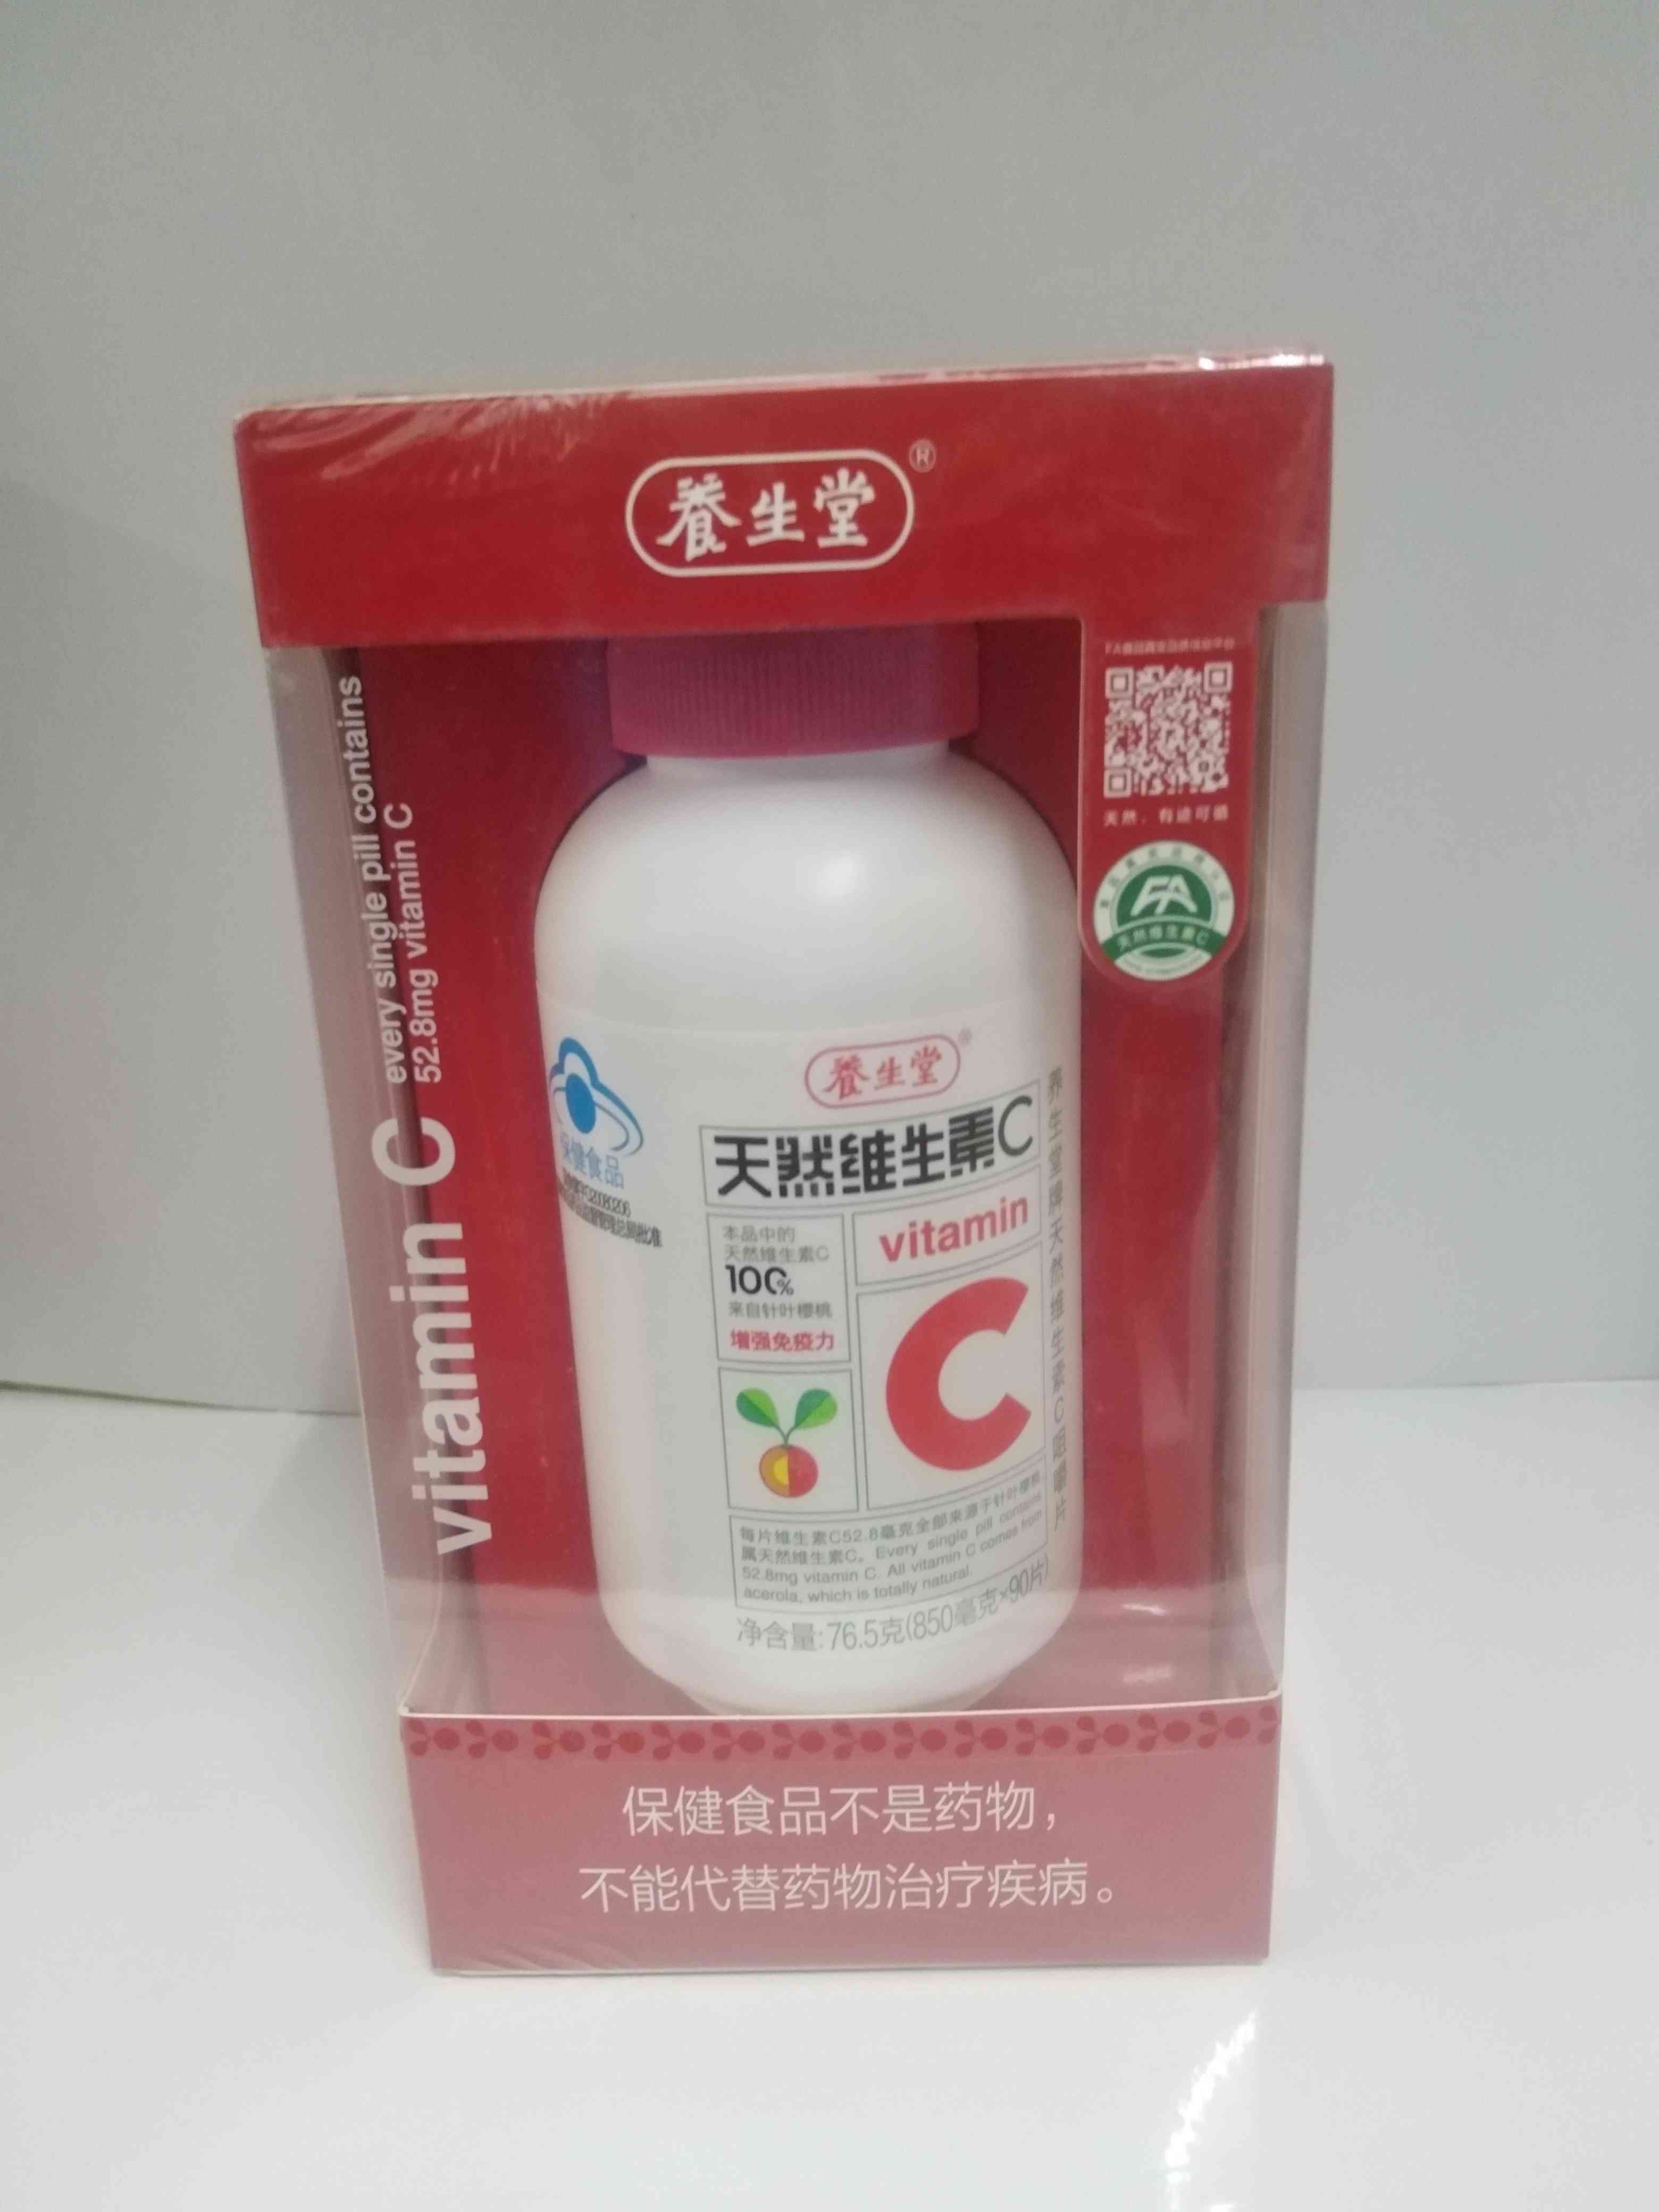 養生堂®
天然，有迹可循
FA
天然维生素C
vitamin C
every single pill contains
52.8mg vitamin C
保健食品
養生堂®
天然维生素C
本品中的
天然维生素C
100%
来自针叶樱桃
增强免疫力
vitamin
C
养生堂牌天然维生素C咀嚼片
每片维生素C52.8毫克全部来源于针叶樱桃
属天然维生素C。Every single pill contains
52.8mg vitamin C. All vitamin C comes from
acerola, which is totally natural.
净含量:76.5克(850毫克×90片)
保健食品不是药物，
不能代替药物治疗疾病。